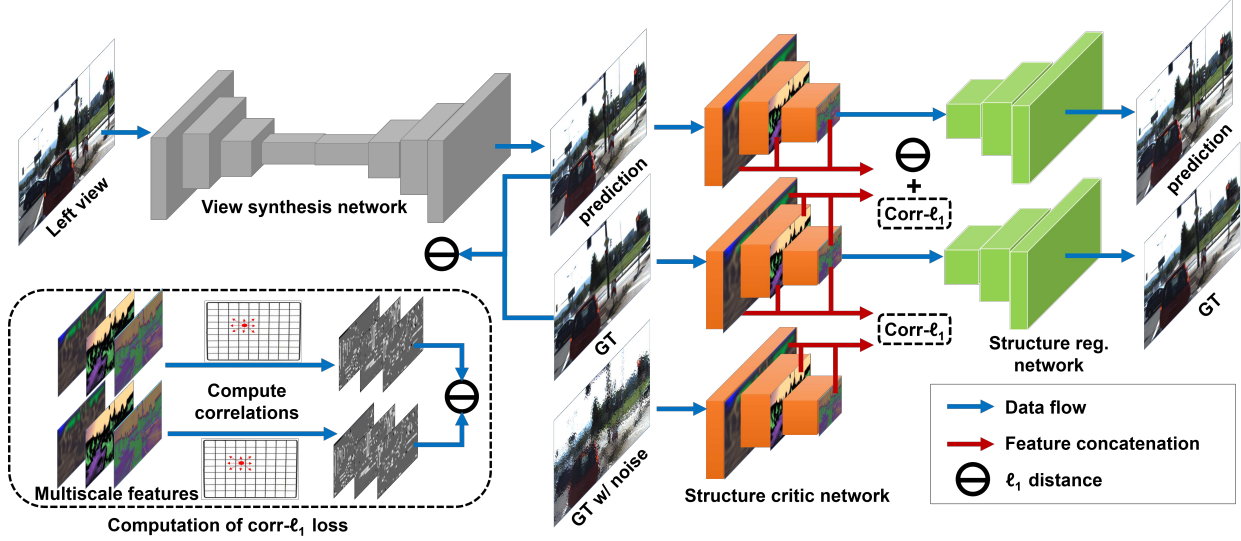 Left view
View synthesis network
prediction
GT
GT w/ noise
Corr-ℓ1
+
Corr-ℓ1
prediction
GT
Structure reg.
network
Structure critic network
Compute
correlations
Multiscale features
Computation of corr-ℓ1 loss
Data flow
Feature concatenation
ℓ1 distance